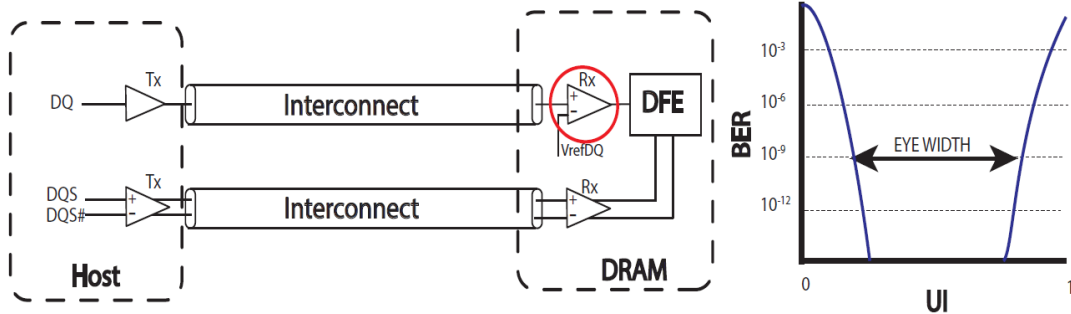 Tx
DQ
Interconnect
Rx
+
−
DFE
VrefDQ
Tx
DQS
DQS#
+
−
Interconnect
Rx
+
−
Host
DRAM
BER
10-3
10-6
10-9
10-12
EYE WIDTH
0
1
UI